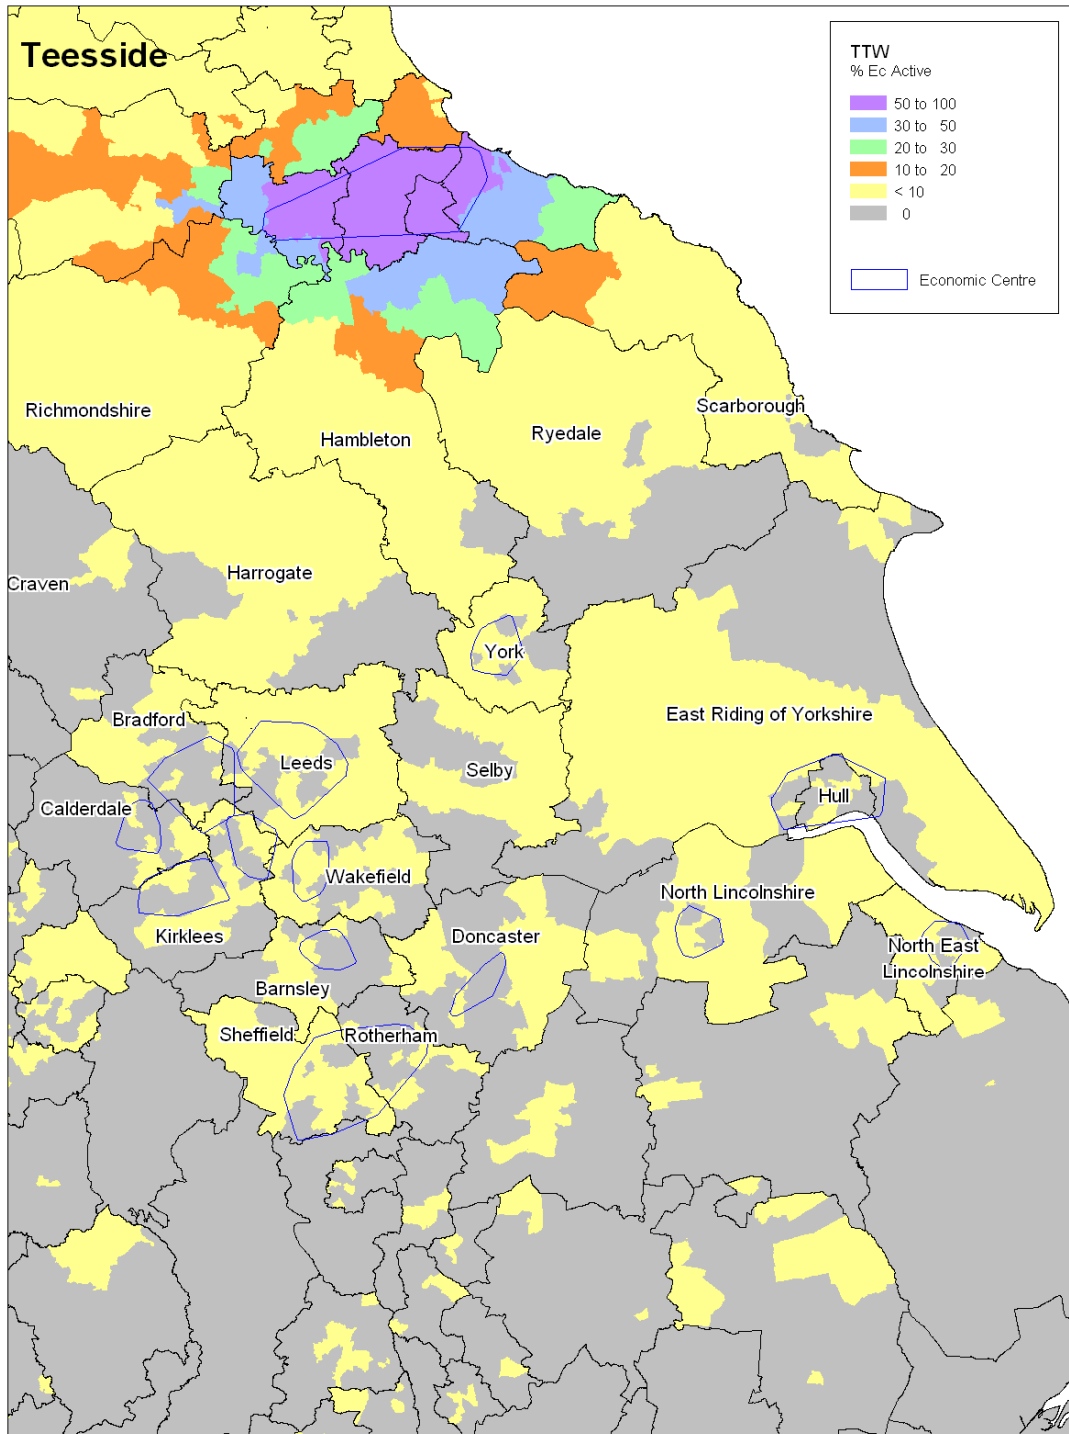 Teesside
TTW
% Ec Active
50 to 100
30 to 50
20 to 30
10 to 20
< 10
0
Economic Centre
Richmondshire
Hambleton
Ryedale
Scarborough
Craven
Harrogate
York
East Riding of Yorkshire
Bradford
Leeds
Selby
Calderdale
Hull
Wakefield
North Lincolnshire
Kirklees
Doncaster
North East
Lincolnshire
Barnsley
Sheffield
Rotherham